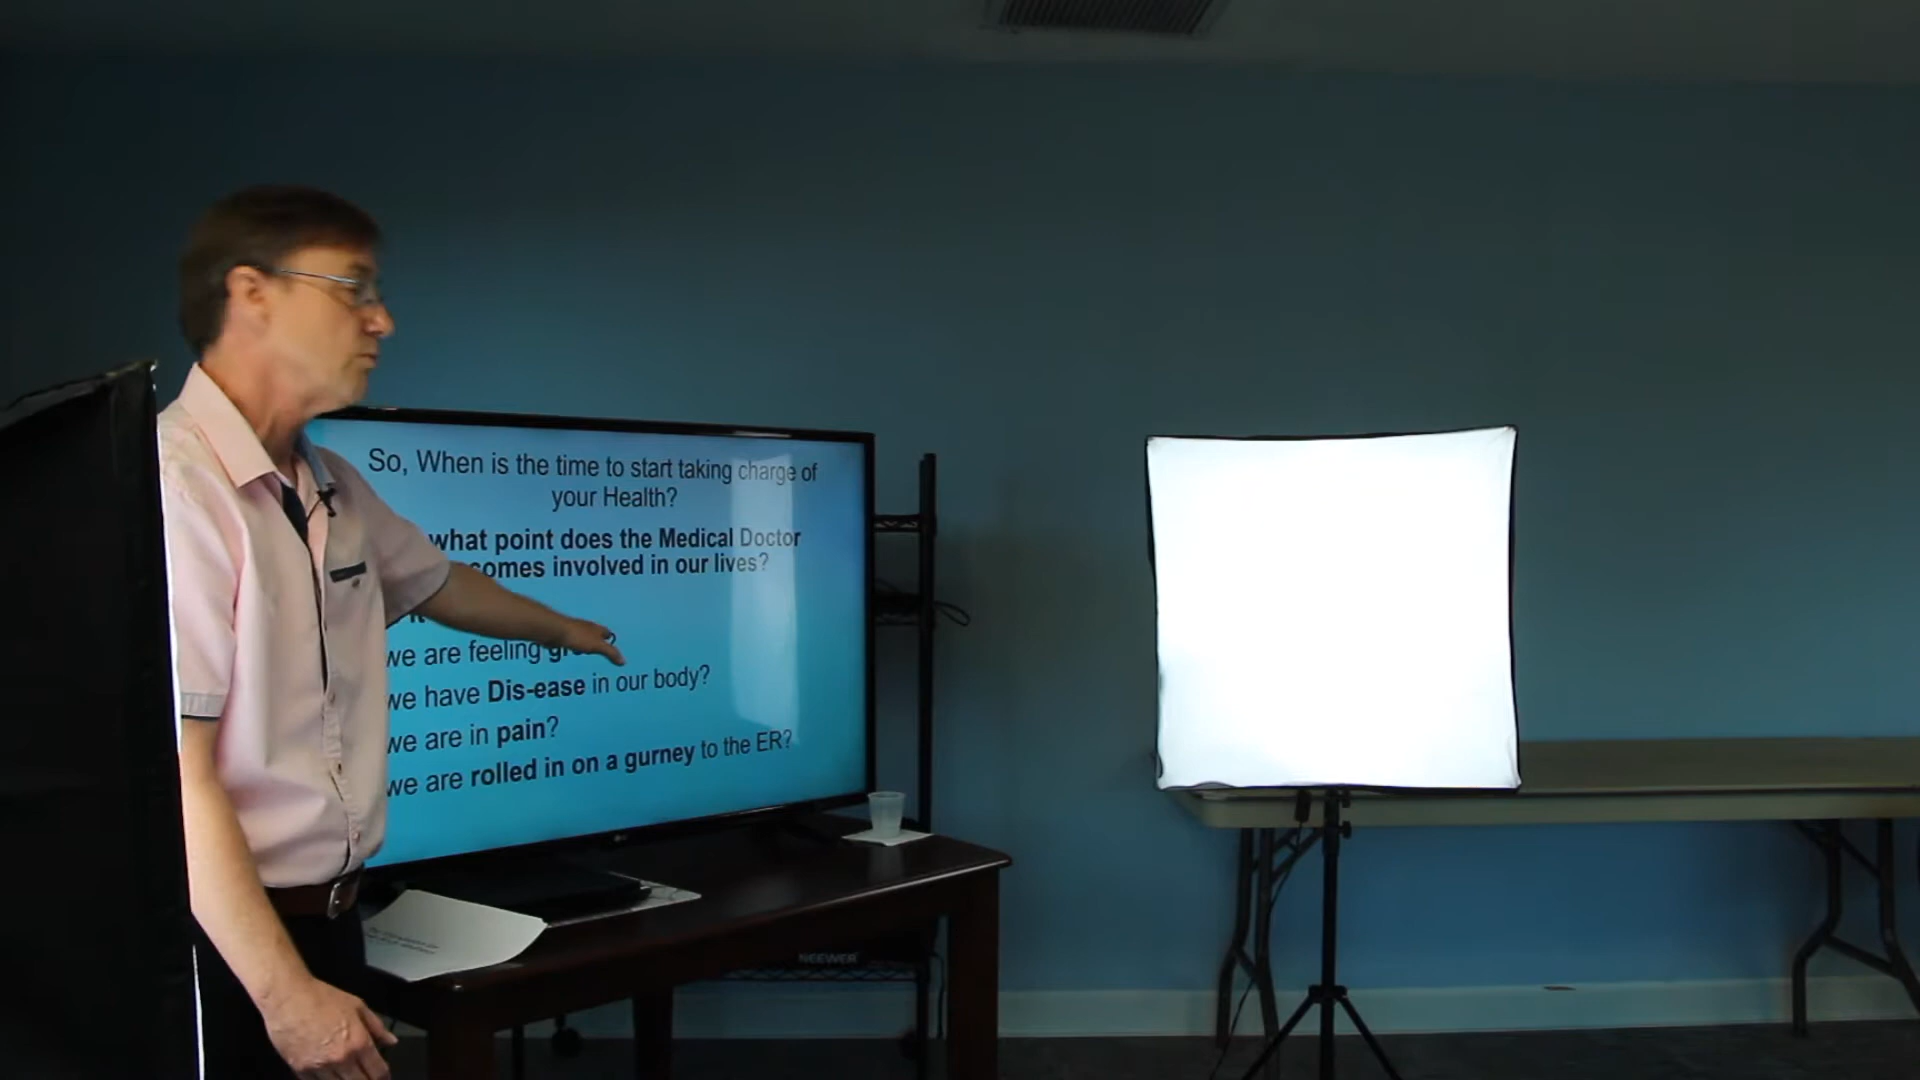 So, When is the time to start taking charge of
your Health?
what point does the Medical Doctor
comes involved in our lives?
it
we are feeling
we have Dis-ease in our body?
we are in pain?
we are rolled in on a gurney to the ER?
LG
NEEWER